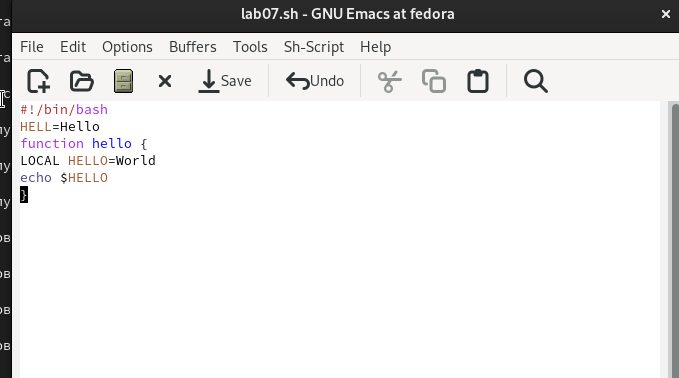 lab07.sh - GNU Emacs at fedora
File Edit Options Buffers Tools Sh-Script Help
Save Undo
#!/bin/bash
HELL=Hello
function hello {
LOCAL HELLO=World
echo $HELLO
}